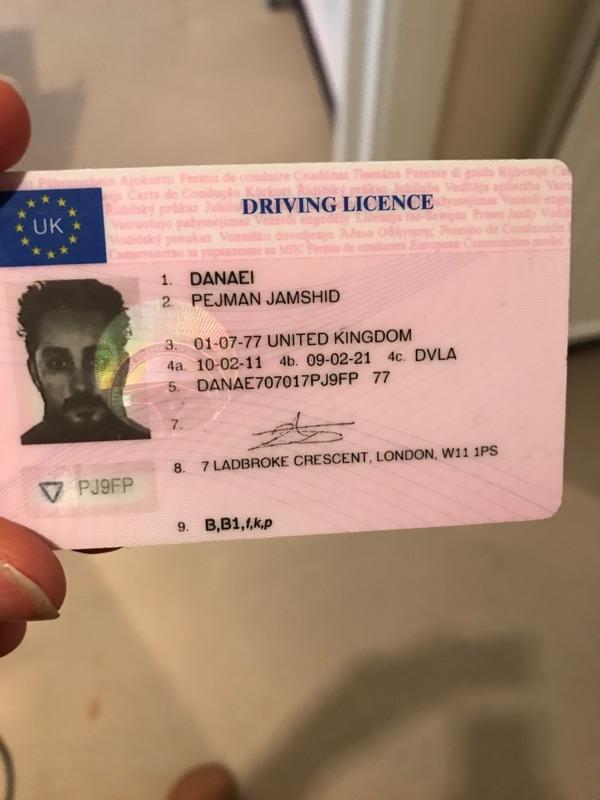 DRIVING LICENCE
UK
1. DANAEI
2. PEJMAN JAMSHID
3. 01-07-77 UNITED KINGDOM
4a. 10-02-11 4b. 09-02-21 4c. DVLA
5. DANAE707017PJ9FP 77
7.
8. 7 LADBROKE CRESCENT, LONDON, W11 1PS
PJ9FP
9. B,B1,f,k,p